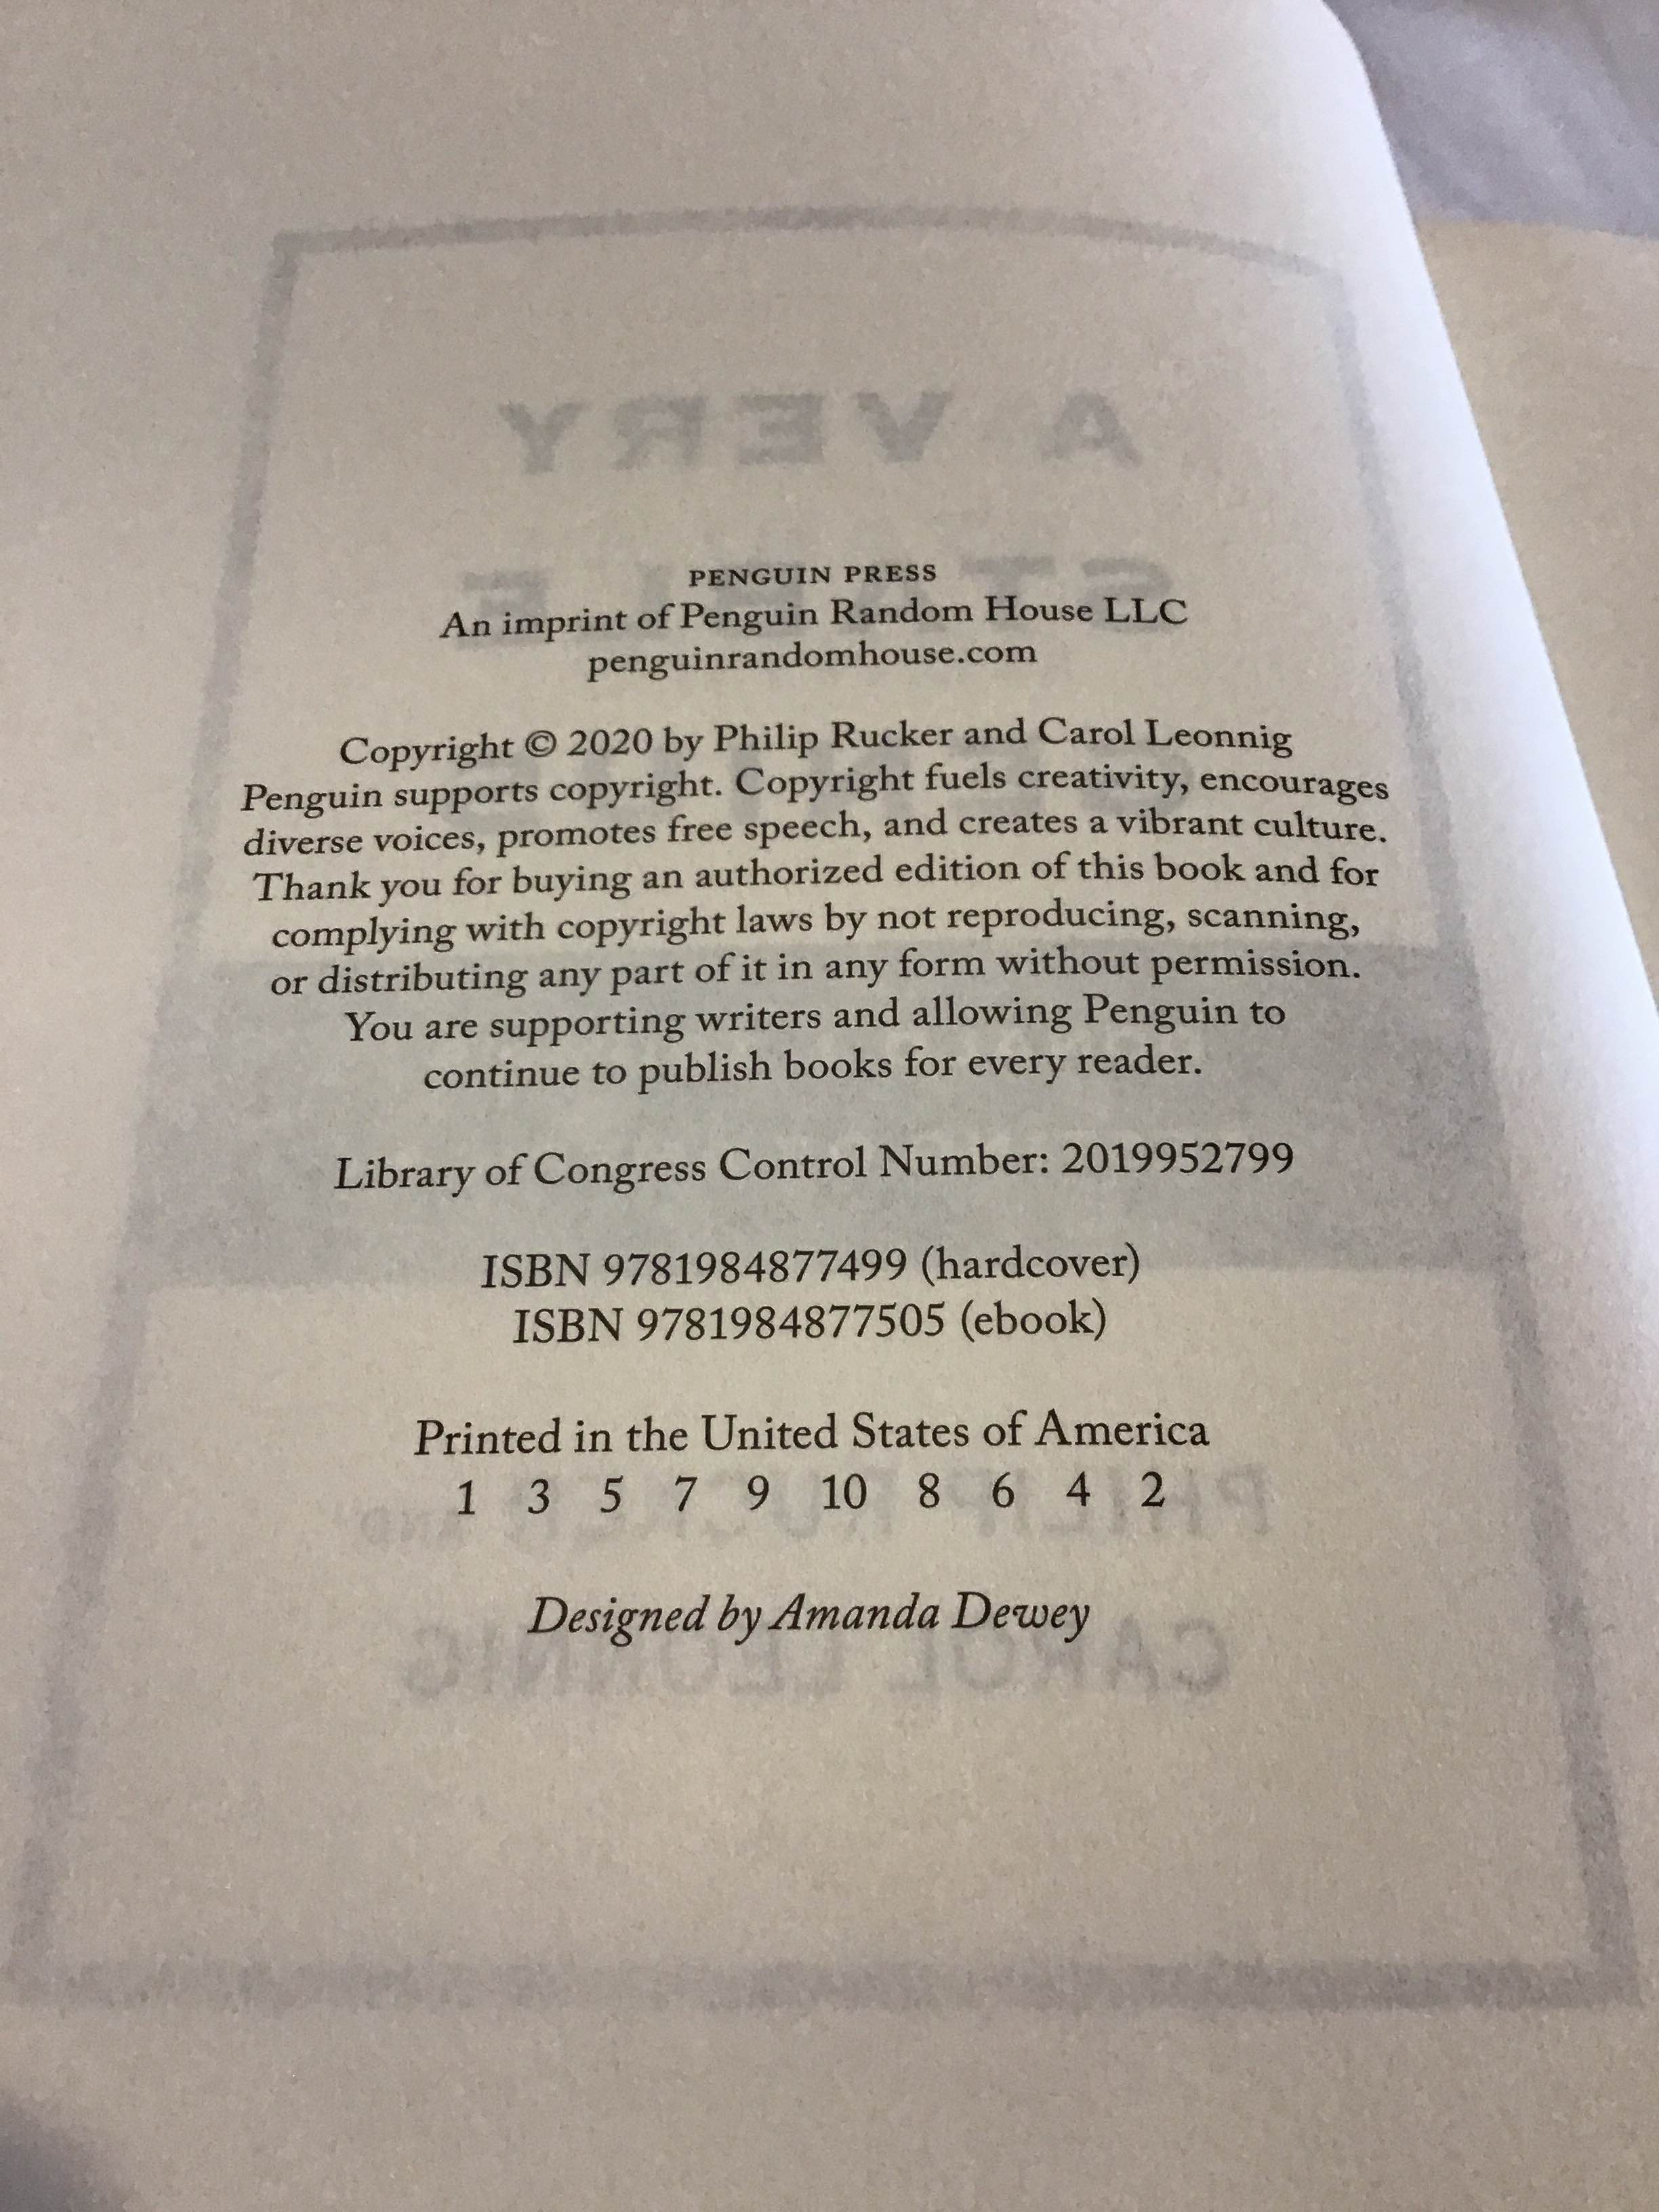 A VERY
PENGUIN PRESS
An imprint of Penguin Random House LLC
penguinrandomhouse.com
Copyright © 2020 by Philip Rucker and Carol Leonnig
Penguin supports copyright. Copyright fuels creativity, encourages
diverse voices, promotes free speech, and creates a vibrant culture.
Thank you for buying an authorized edition of this book and for
complying with copyright laws by not reproducing, scanning,
or distributing any part of it in any form without permission.
You are supporting writers and allowing Penguin to
continue to publish books for every reader.
Library of Congress Control Number: 2019952799
ISBN 9781984877499 (hardcover)
ISBN 9781984877505 (ebook)
Printed in the United States of America
1 3 5 7 9 10 8 6 4 2
Designed by Amanda Dewey
CAROL LEONNIG